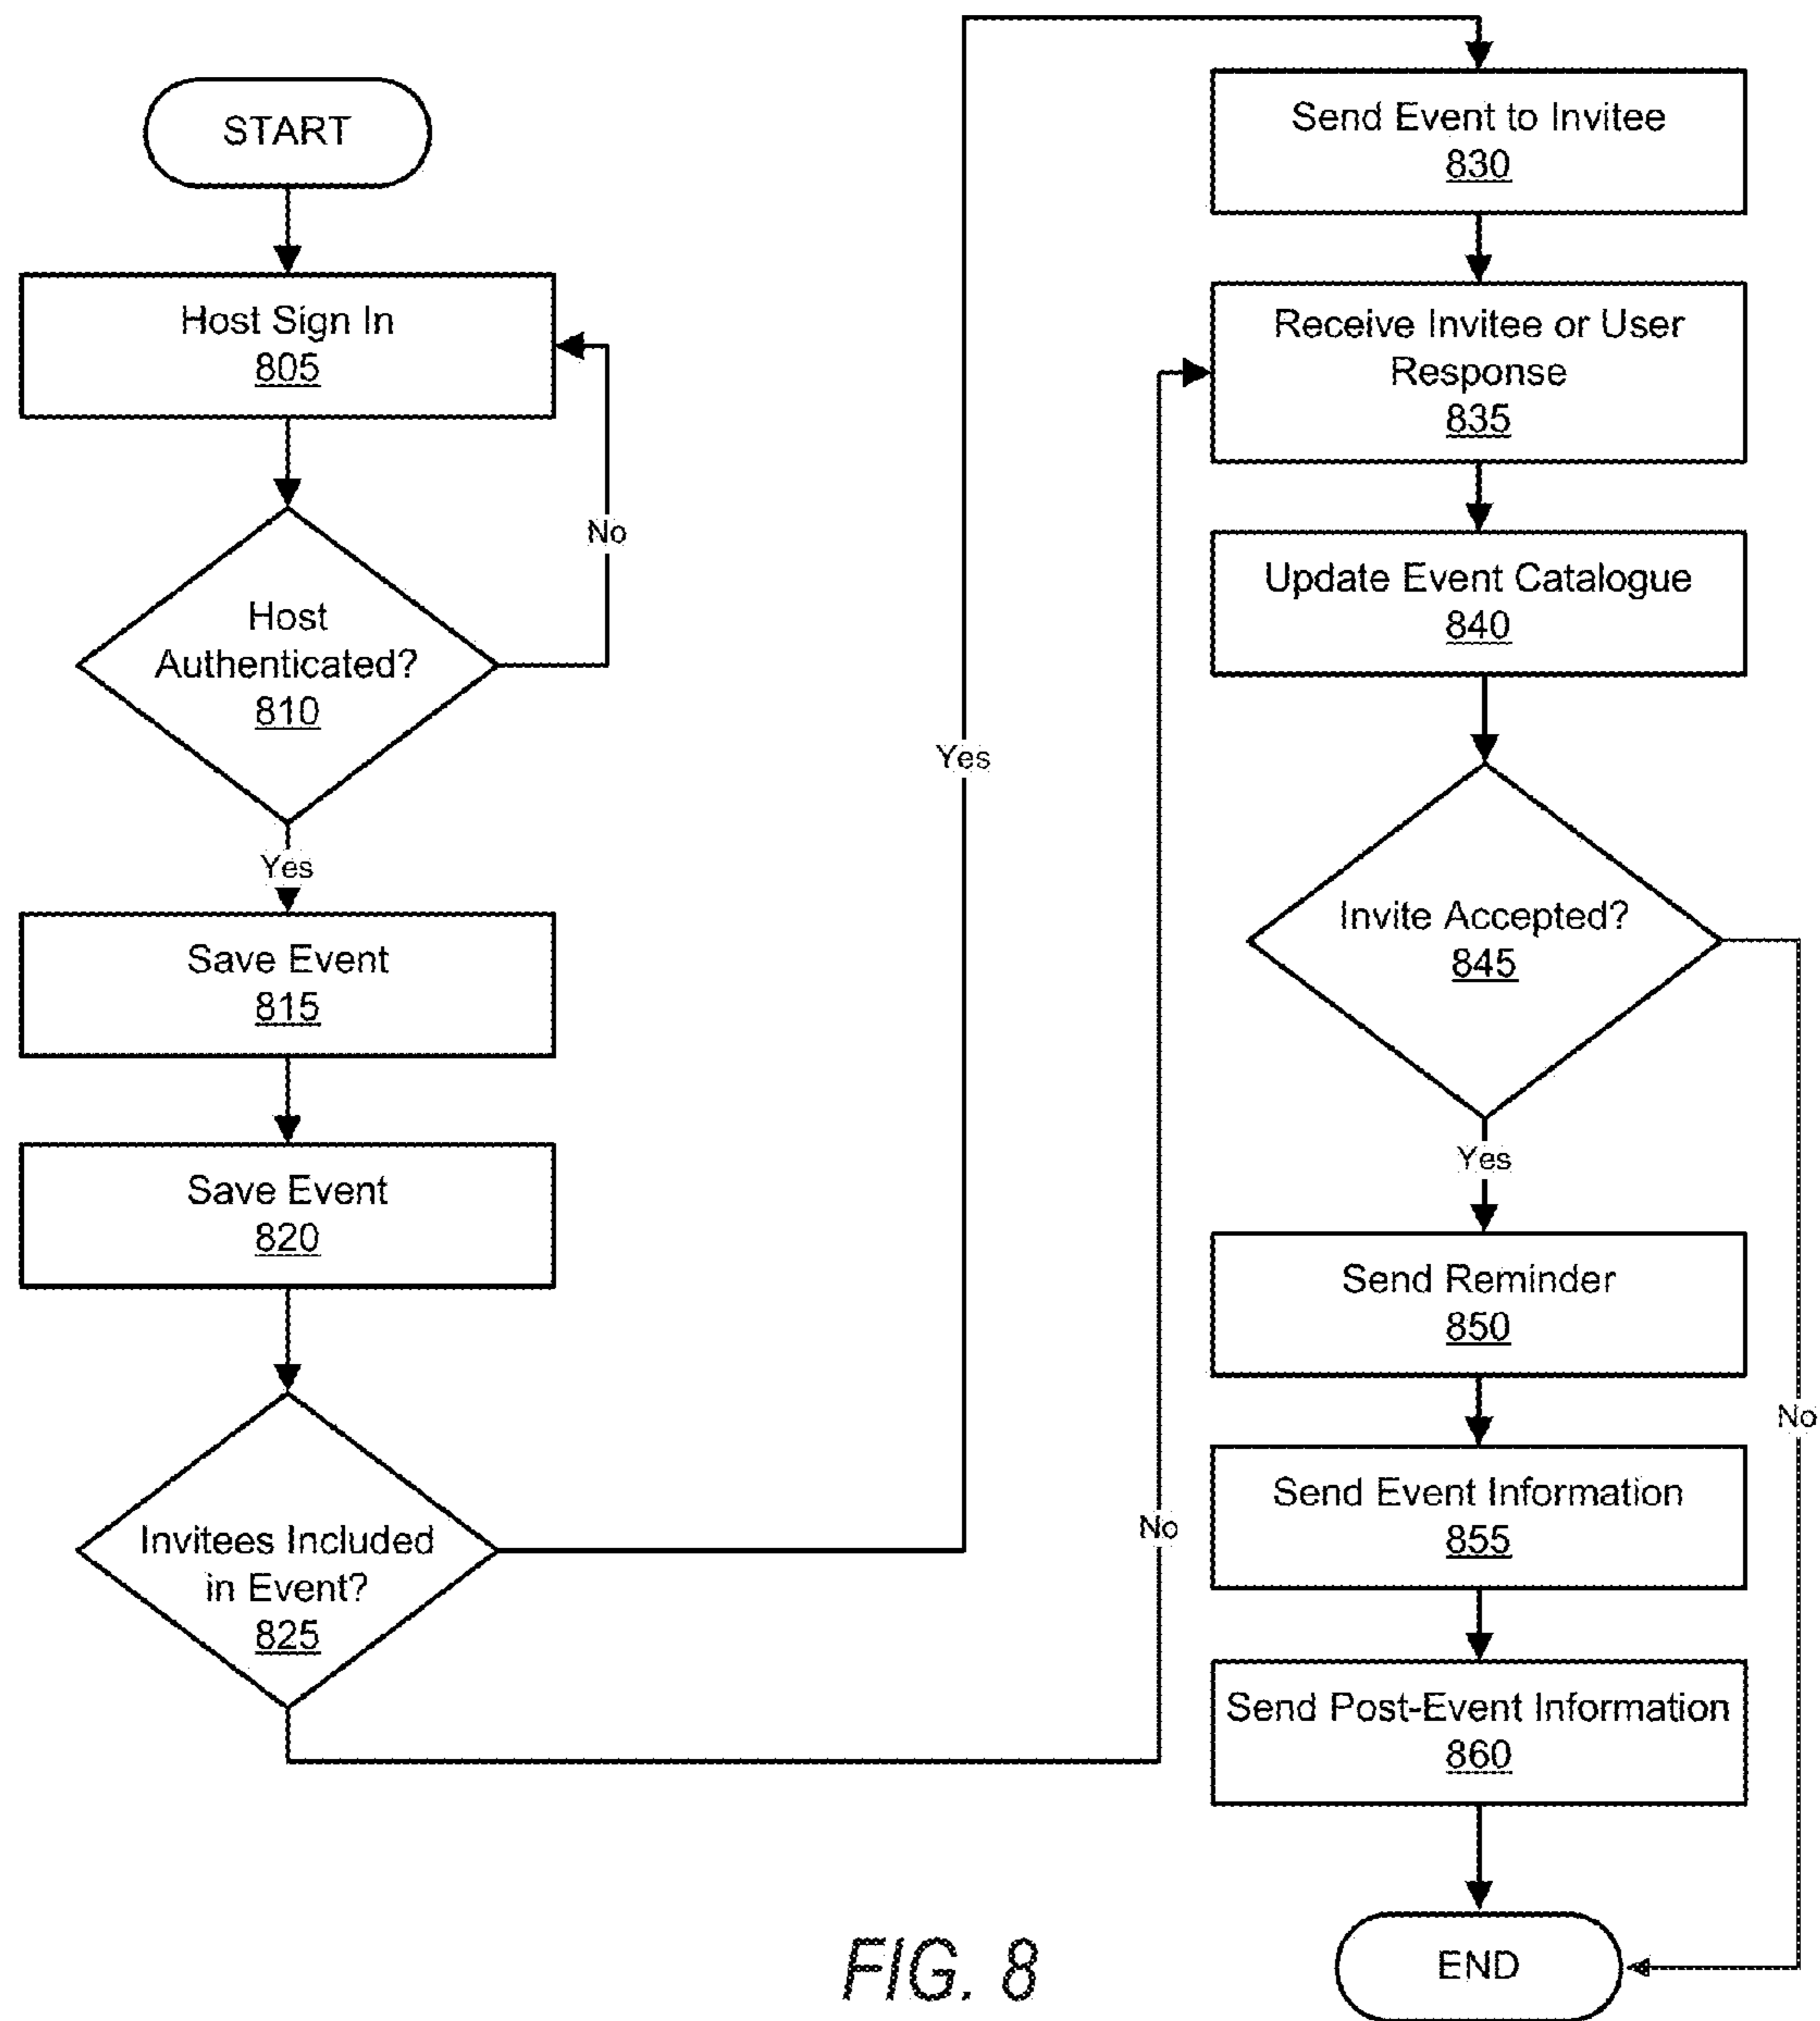 START
Host Sign In
805
No
Host
Authenticated?
810
Yes
Save Event
815
Save Event
820
Invitees Included
in Event?
825
Yes
No
Send Event to Invitee
830
Receive Invitee or User
Response
835
Update Event Catalogue
840
Invite Accepted?
845
Yes
No
Send Reminder
850
Send Event Information
855
Send Post-Event Information
860
END
FIG. 8